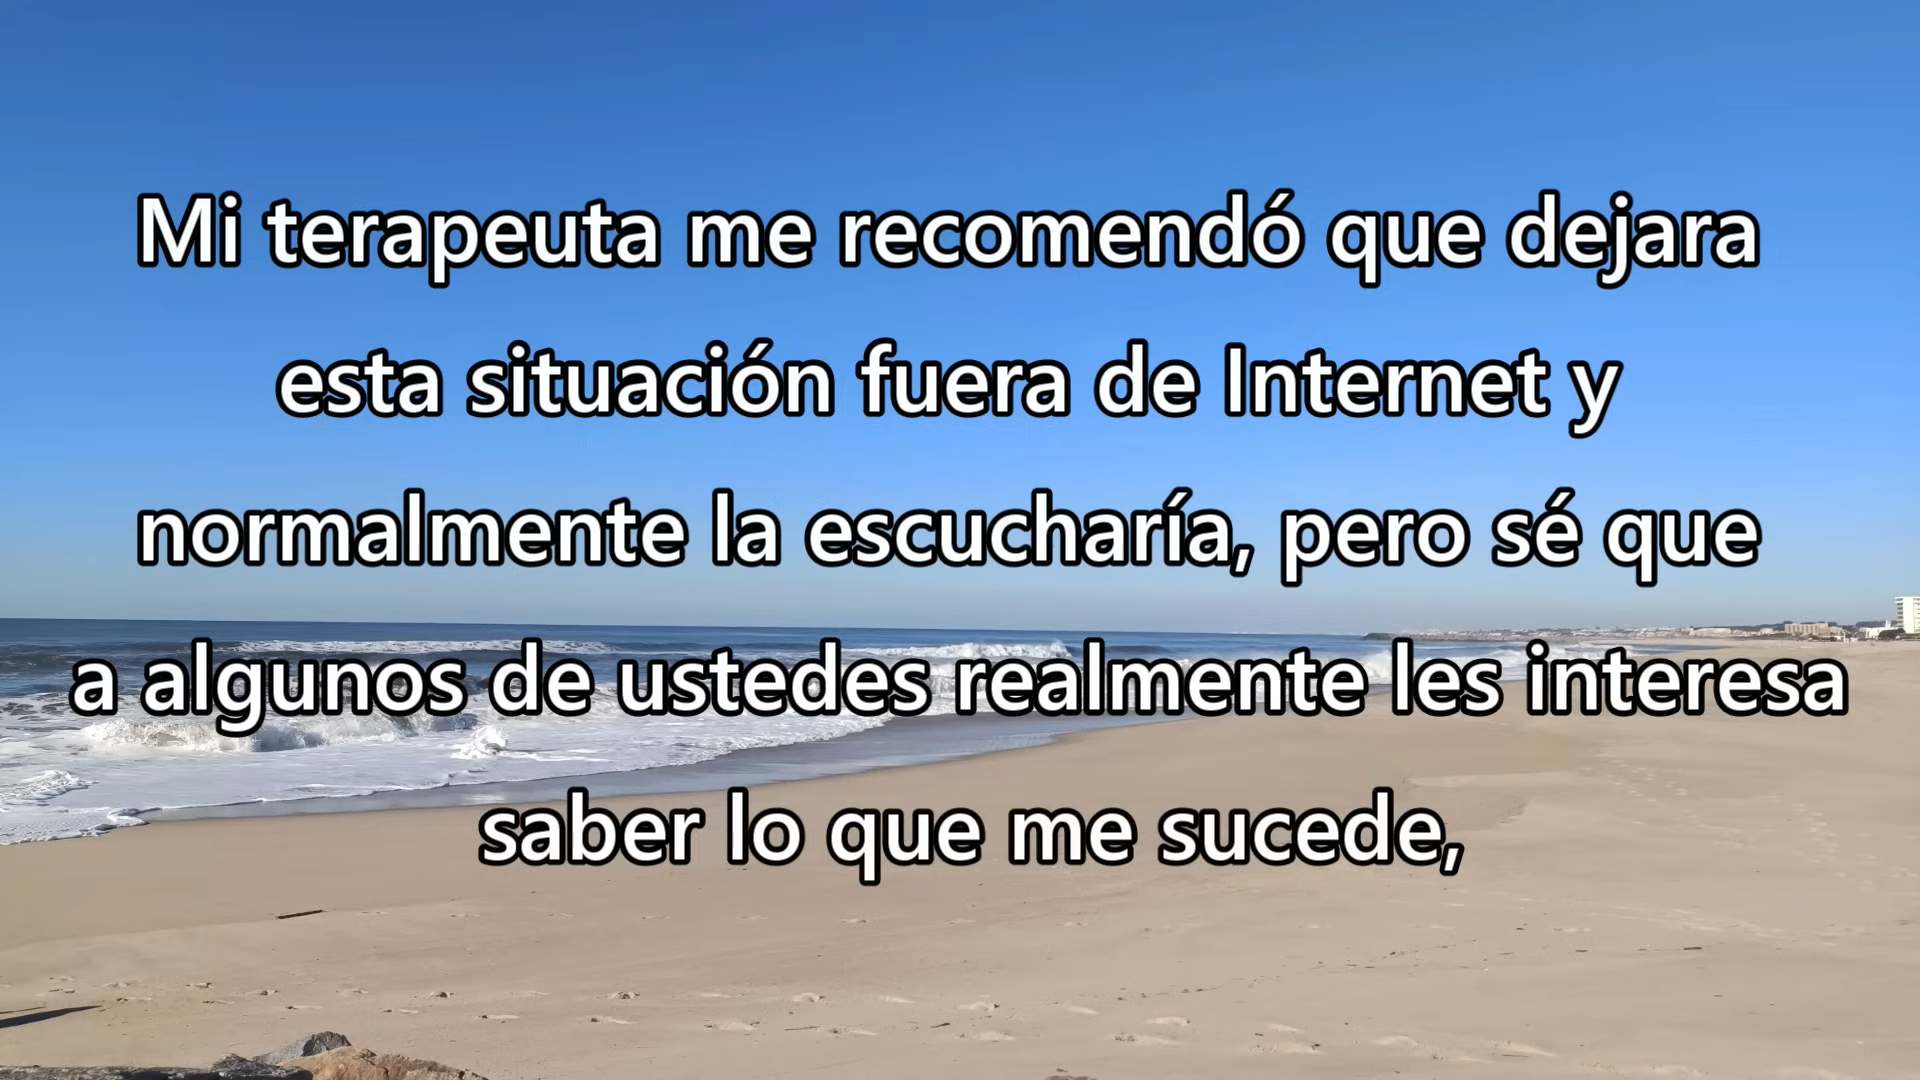 Mi terapeuta me recomendó que dejara
esta situación fuera de Internet y
normalmente la escucharía, pero sé que
a algunos de ustedes realmente les interesa
saber lo que me sucede,